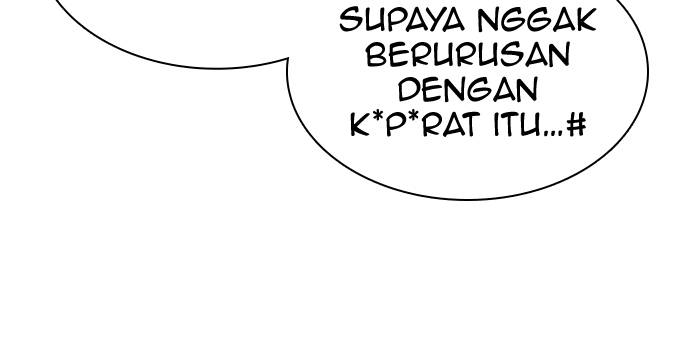 SUPAYA NGGAK
BERURUSAN
DENGAN
K*P*RAT ITU...#